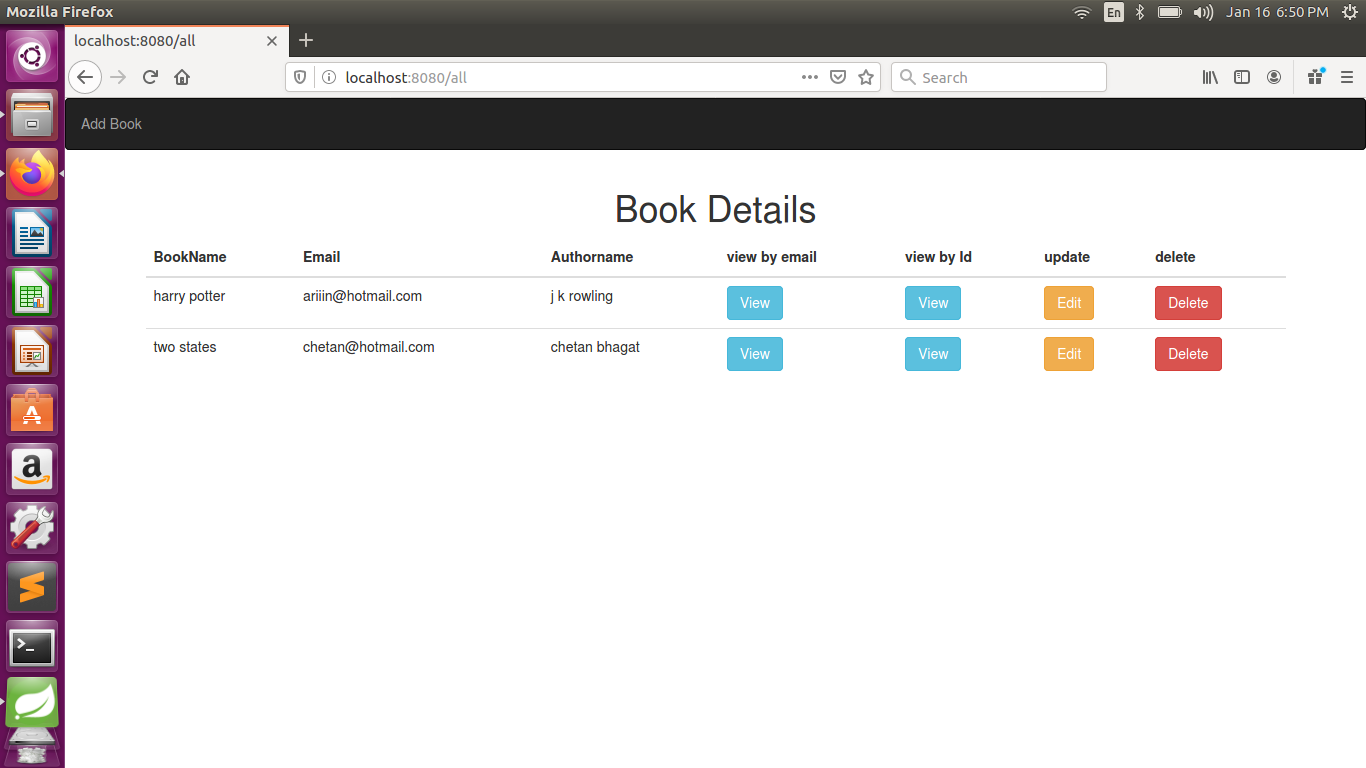 Mozilla Firefox
En
Jan 16 6:50 PM
localhost:8080/all
localhost:8080/all
Search
Add Book
Book Details
BookName Email Authorname view by email view by Id update delete
harry potter ariiin@hotmail.com j k rowling View View Edit Delete
two states chetan@hotmail.com chetan bhagat View View Edit Delete